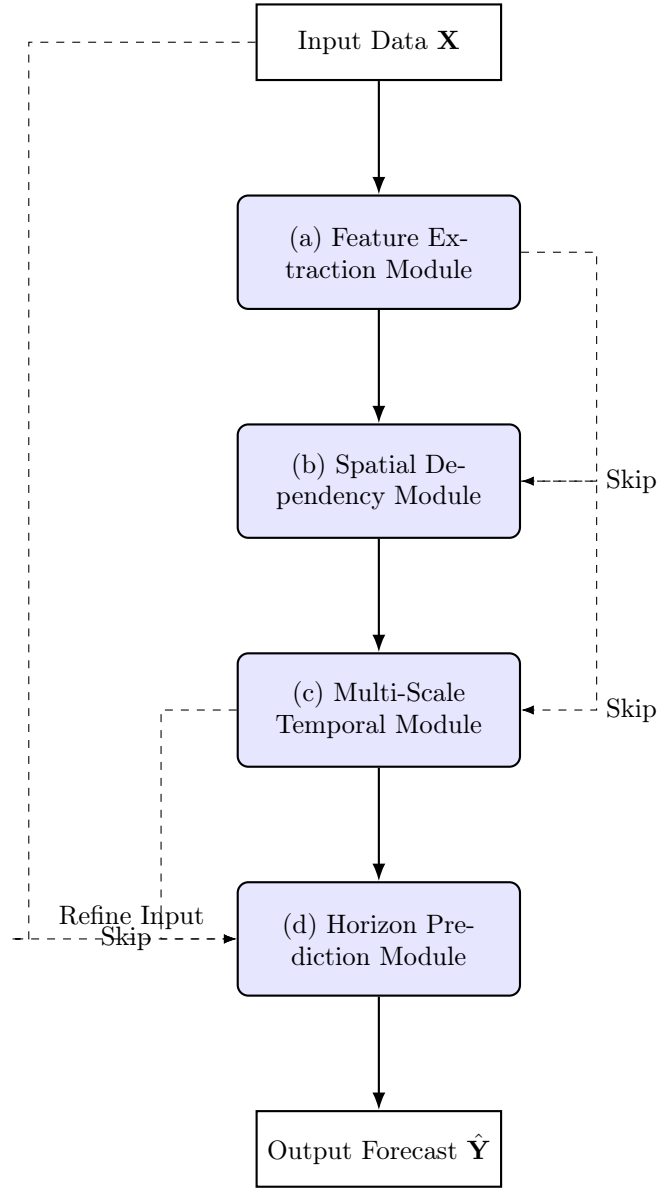 Input Data X
(a) Feature Ex-
traction Module
(b) Spatial De-
pendency Module
Skip
(c) Multi-Scale
Temporal Module
Skip
Refine Input
Skip
(d) Horizon Pre-
diction Module
Output Forecast Ŷ